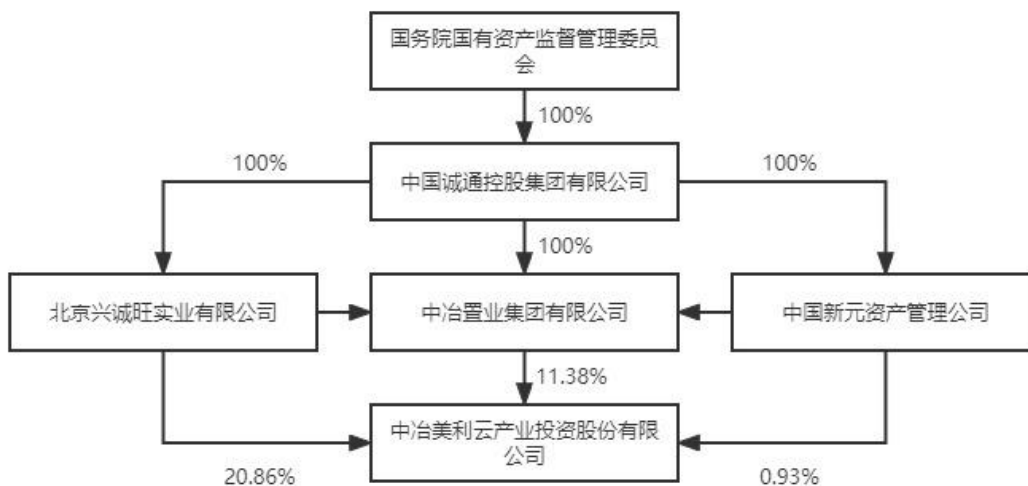 国务院国有资产监督管理委员
会
100%
100%
100%
中国诚通控股集团有限公司
100%
北京兴诚旺实业有限公司
中冶置业集团有限公司
中国新元资产管理公司
11.38%
中冶美利云产业投资股份有限
公司
20.86%
0.93%